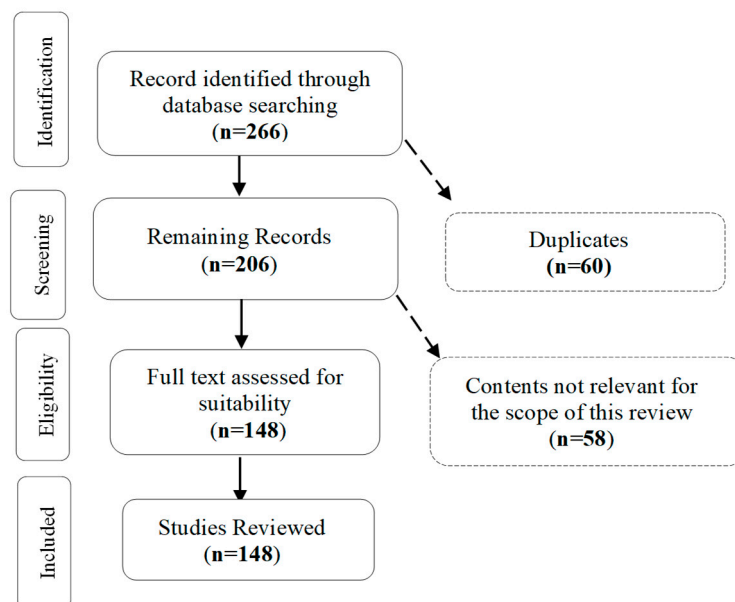 Identification
Record identified through
database searching
(n=266)
Screening
Remaining Records
(n=206)
Duplicates
(n=60)
Eligibility
Full text assessed for
suitability
(n=148)
Contents not relevant for
the scope of this review
(n=58)
Included
Studies Reviewed
(n=148)